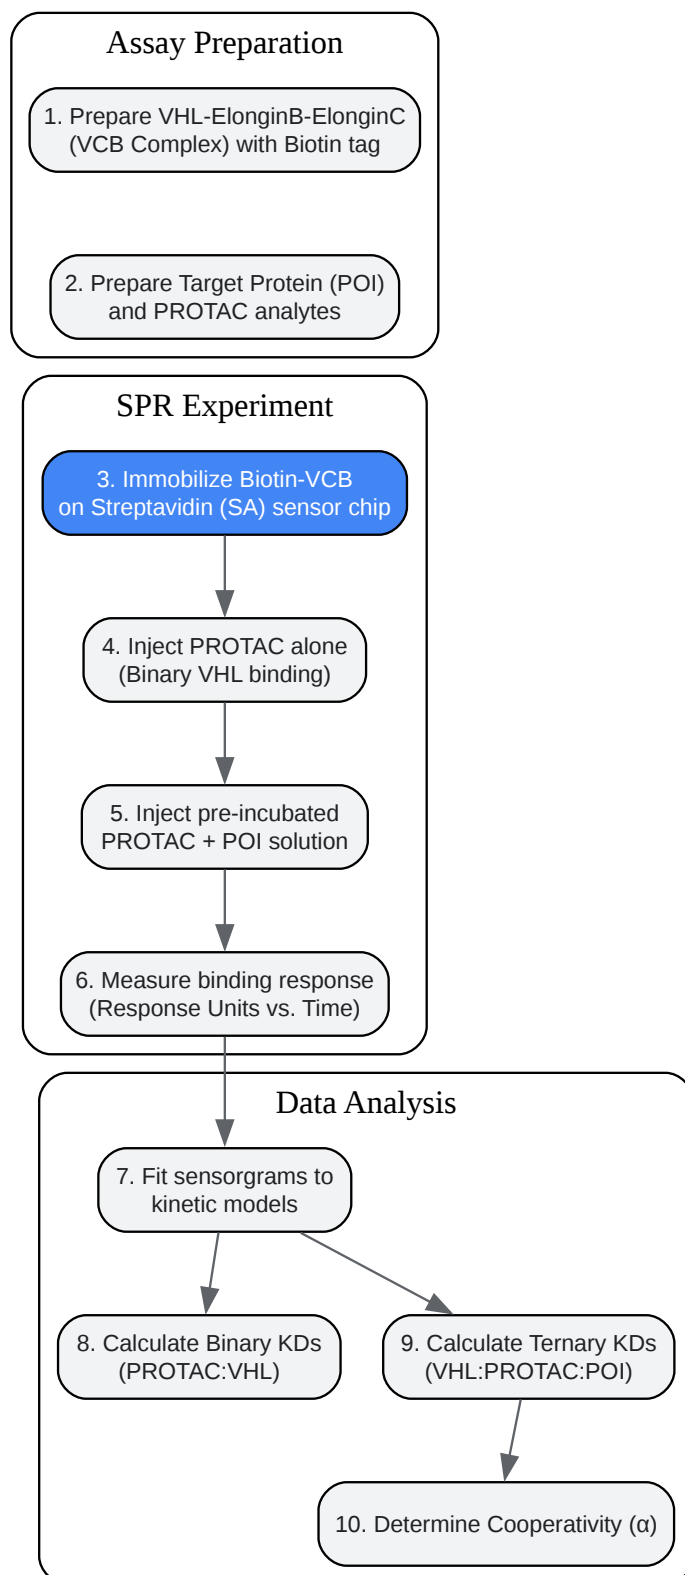 Assay Preparation
1. Prepare VHL-ElonginB-ElonginC
(VCB Complex) with Biotin tag
2. Prepare Target Protein (POI)
and PROTAC analytes
SPR Experiment
3. Immobilize Biotin-VCB
on Streptavidin (SA) sensor chip
4. Inject PROTAC alone
(Binary VHL binding)
5. Inject pre-incubated
PROTAC + POI solution
6. Measure binding response
(Response Units vs. Time)
Data Analysis
7. Fit sensorgrams to
kinetic models
8. Calculate Binary KDs
(PROTAC:VHL)
9. Calculate Ternary KDs
(VHL:PROTAC:POI)
10. Determine Cooperativity (α)